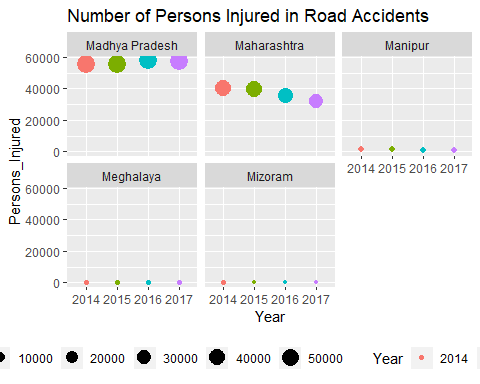 Number of Persons Injured in Road Accidents
Madhya Pradesh Maharashtra Manipur
60000
40000
20000
0
2014 2015 2016 2017
Meghalaya Mizoram
60000
40000
20000
0
2014 2015 2016 2017 2014 2015 2016 2017
Persons_Injured
Year
10000 20000 30000 40000 50000 Year 2014